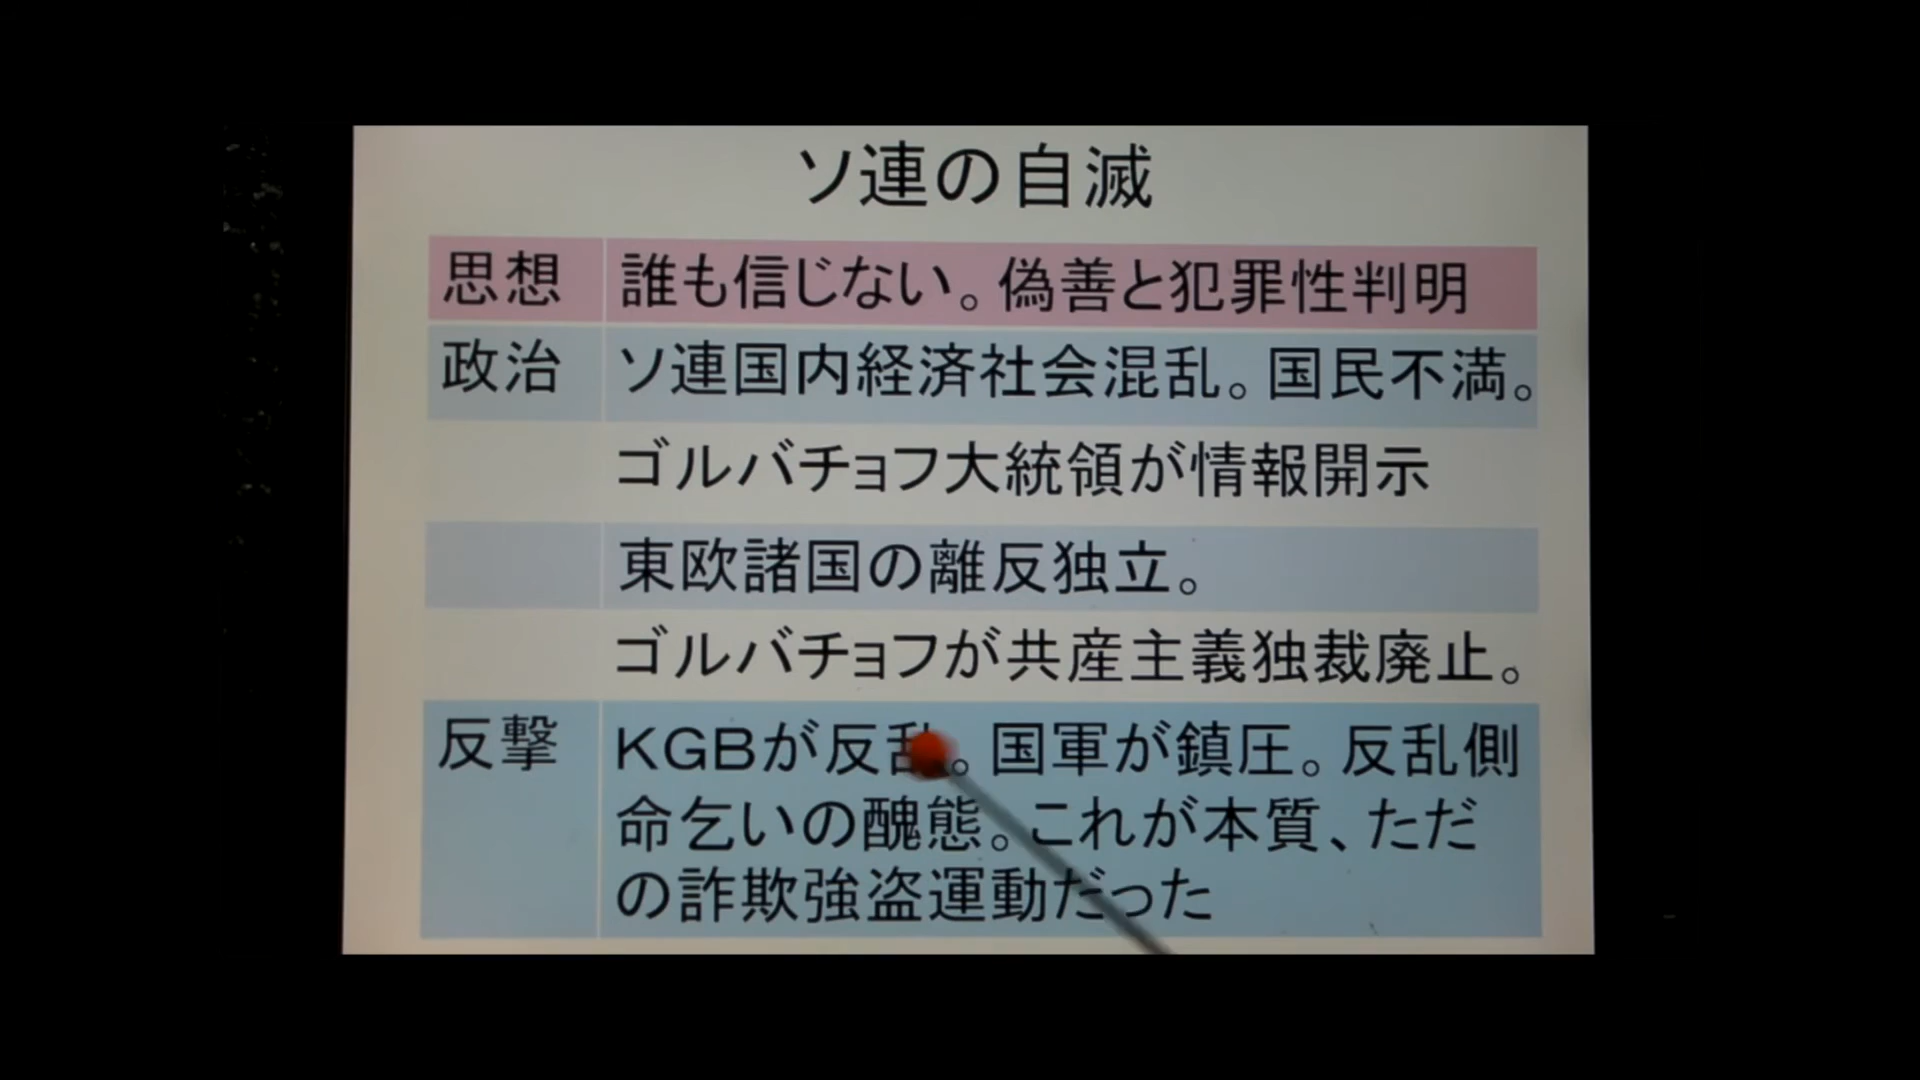 ソ連の自滅
思想 誰も信じない。偽善と犯罪性判明
政治 ソ連国内経済社会混乱。国民不満。
ゴルバチョフ大統領が情報開示
東欧諸国の離反独立。
ゴルバチョフが共産主義独裁廃止。
反撃 KGBが反乱。国軍が鎮圧。反乱側
命乞いの醜態。これが本質、ただ
の詐欺強盗運動だった